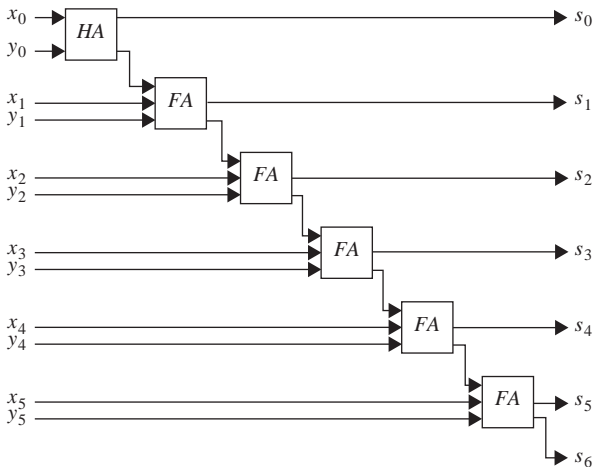 x₀
HA
s₀
y₀
x₁
FA
s₁
y₁
x₂
FA
s₂
y₂
x₃
FA
s₃
y₃
x₄
FA
s₄
y₄
x₅
FA
s₅
y₅
s₆